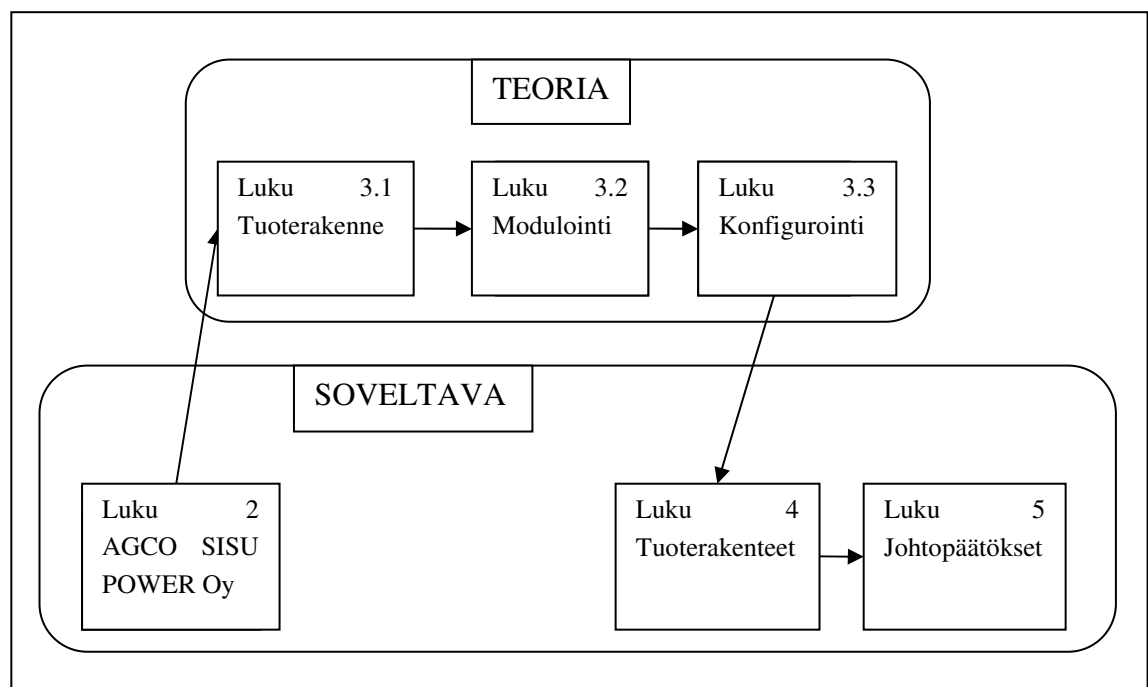 TEORIA
Luku 3.1
Tuoterakenne
Luku 3.2
Modulointi
Luku 3.3
Konfigurointi
SOVELTAVA
Luku 2
AGCO SISU
POWER Oy
Luku 4
Tuoterakenteet
Luku 5
Johtopäätökset